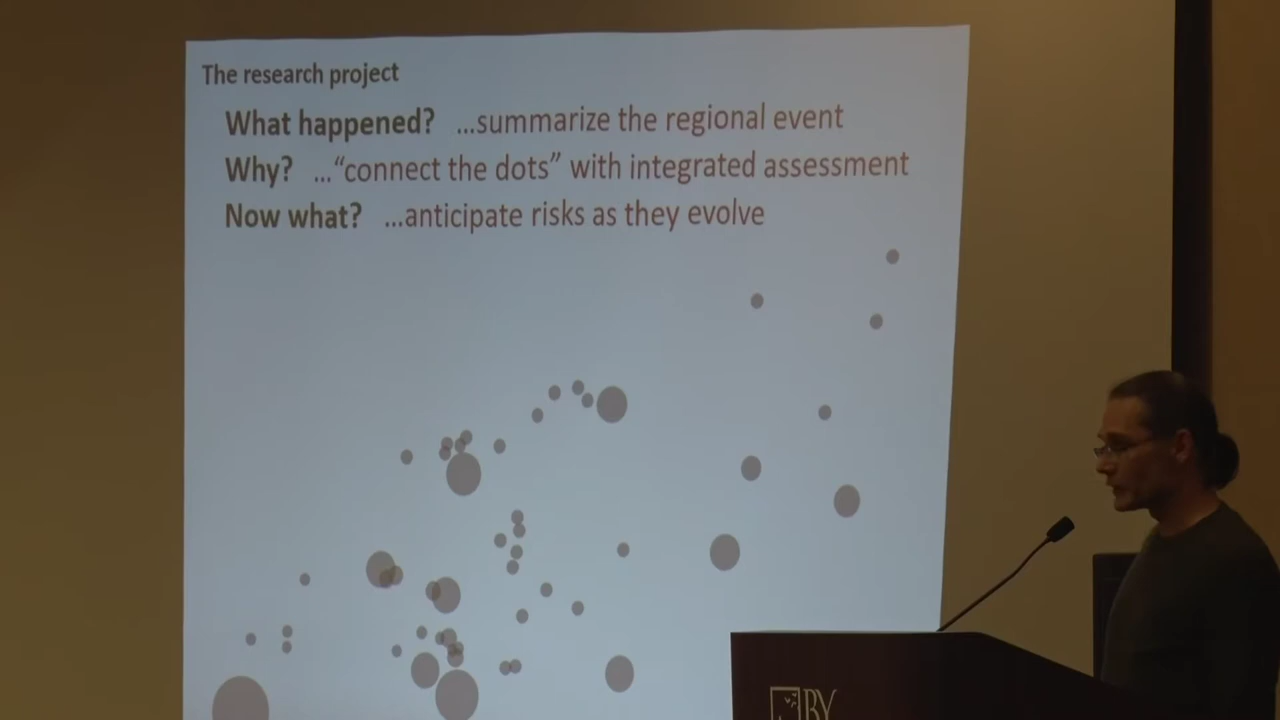 The research project
What happened? ...summarize the regional event
Why? ..."connect the dots" with integrated assessment
Now what? ...anticipate risks as they evolve
BY